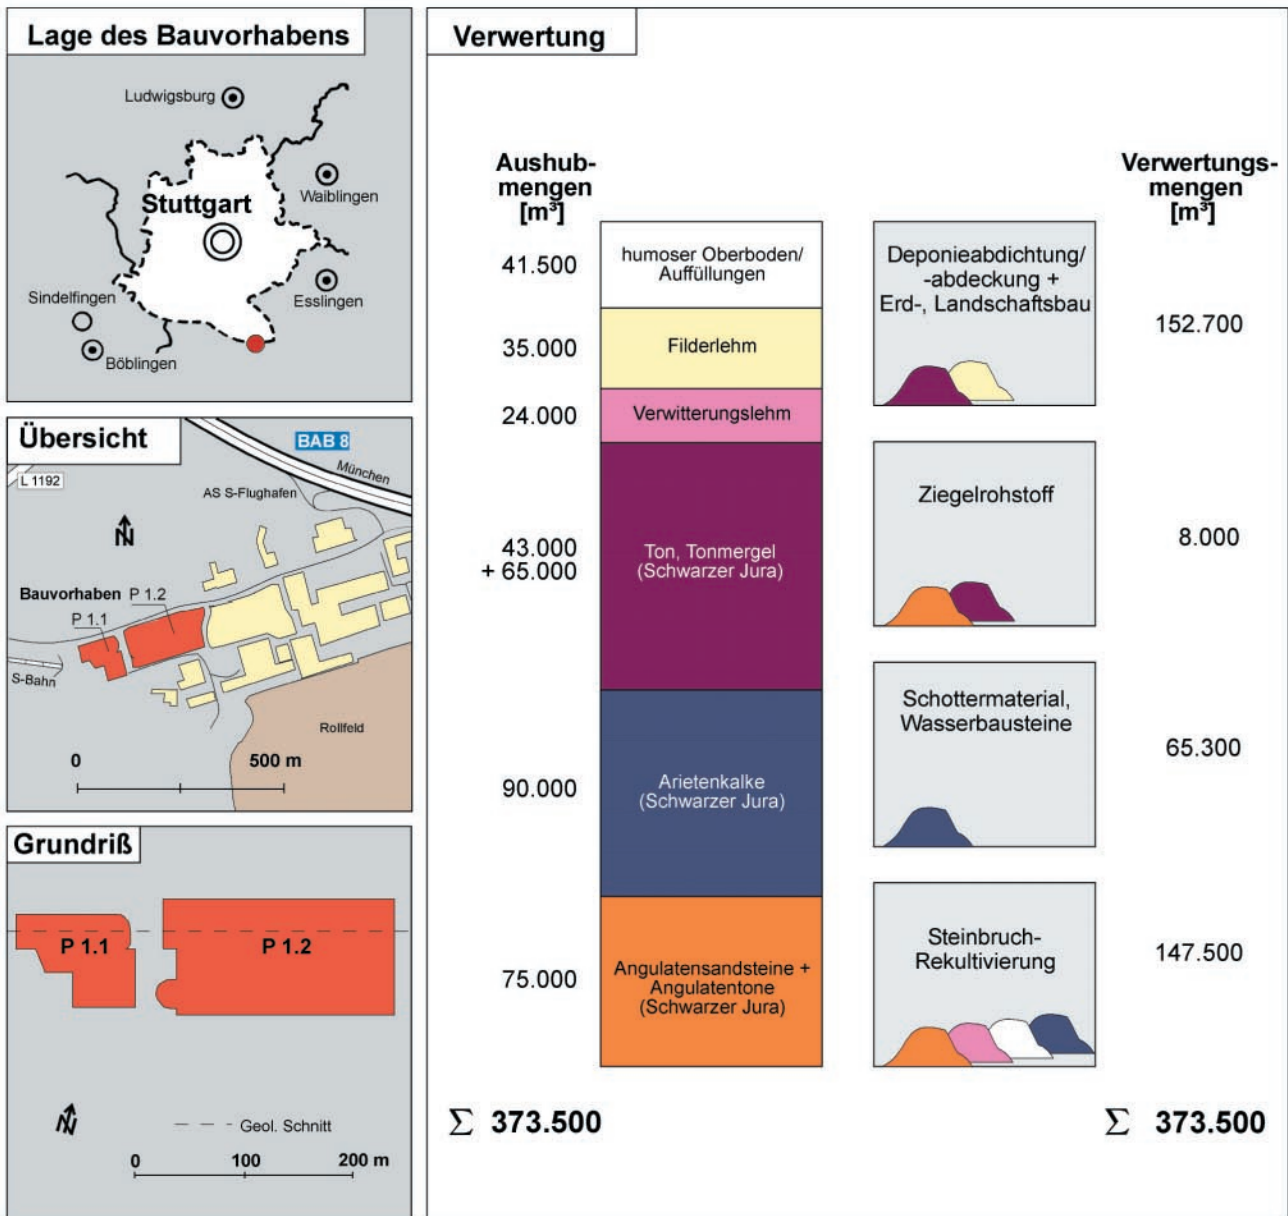 Lage des Bauvorhabens
Ludwigsburg
Waiblingen
Stuttgart
Esslingen
Sindelfingen
Böblingen
Übersicht
BAB 8
München
L 1192
AS S-Flughafen
N
Bauvorhaben
P 1.2
P 1.1
S-Bahn
Rollfeld
0
500 m
Grundriß
P 1.1
P 1.2
N
Geol. Schnitt
0
100
200 m
Verwertung
Aushub-
mengen
[m³]
41.500
35.000
24.000
43.000
+ 65.000
90.000
75.000
Σ 373.500
humoser Oberboden/
Auffüllungen
Filderlehm
Verwitterungslehm
Ton, Tonmergel
(Schwarzer Jura)
Arietenkalke
(Schwarzer Jura)
Angulatensandsteine +
Angulatentone
(Schwarzer Jura)
Deponieabdichtung/
-abdeckung +
Erd-, Landschaftsbau
Ziegelrohstoff
Schottermaterial,
Wasserbausteine
Steinbruch-
Rekultivierung
Verwertungs-
mengen
[m³]
152.700
8.000
65.300
147.500
Σ 373.500